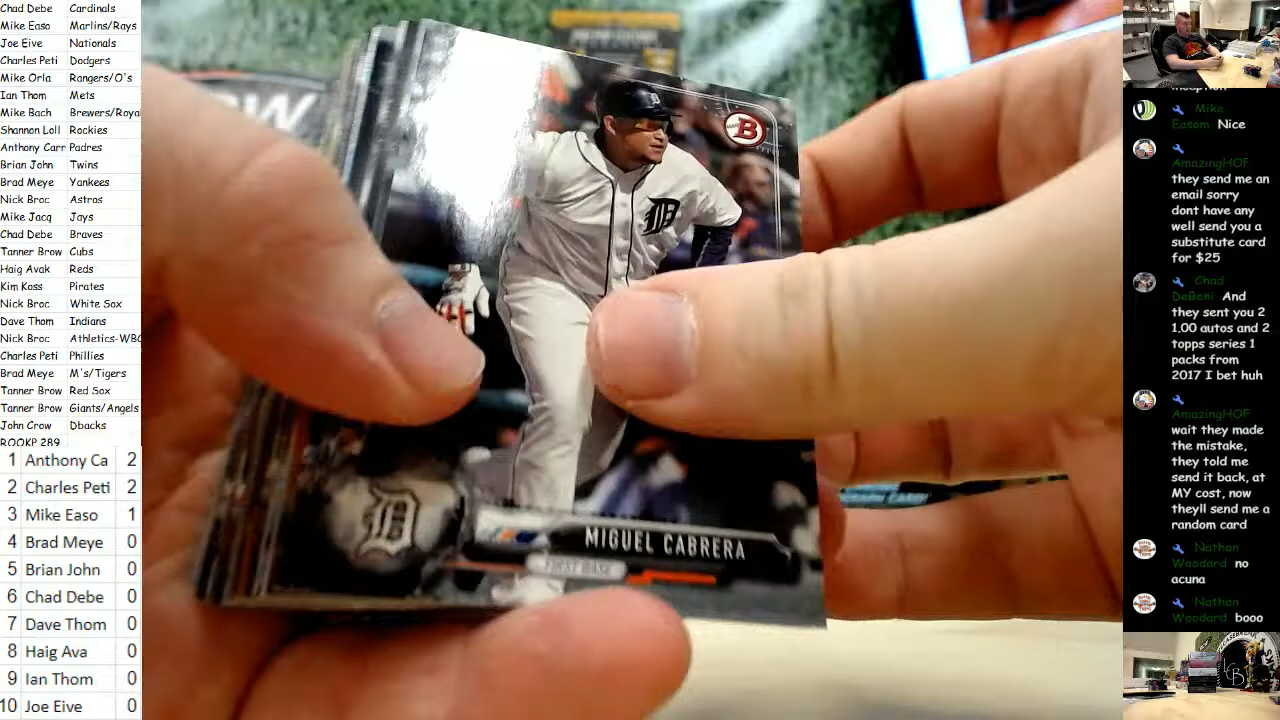 Chad Debe Cardinals
Mike Easo Marlins/Rays
Joe Eive Nationals
Charles Peti Dodgers
Mike Orla Rangers/O's
Ian Thom Mets
Mike Bach Brewers/Roya
Shannon Loll Rockies
Anthony Carr Padres
Brian John Twins
Brad Meye Yankees
Nick Broc Astros
Mike Jacq Jays
Chad Debe Braves
Tanner Brow Cubs
Haig Avak Reds
Kim Koss Pirates
Nick Broc White Sox
Dave Thom Indians
Nick Broc Athletics-WBC
Charles Peti Phillies
Brad Meye M's/Tigers
Tanner Brow Red Sox
Tanner Brow Giants/Angels
John Crow Dbacks
1 Anthony Ca 2
2 Charles Peti 2
3 Mike Easo 1
4 Brad Meye 0
5 Brian John 0
6 Chad Debe 0
7 Dave Thom 0
8 Haig Ava 0
9 Ian Thom 0
10 Joe Eive 0
B
D
D
MIGUEL CABRERA
FIRST BASE
Mike
Easom Nice
AmazingHOF
they send me an
email sorry
dont have any
well send you a
substitute card
for $25
Chad
DeBeni And
they sent you 2
1.00 autos and 2
topps series 1
packs from
2017 I bet huh
AmazingHOF
wait they made
the mistake,
they told me
send it back, at
MY cost, now
theyll send me a
random card
Nathan
Woodard no
acuna
Nathan
Woodard booo